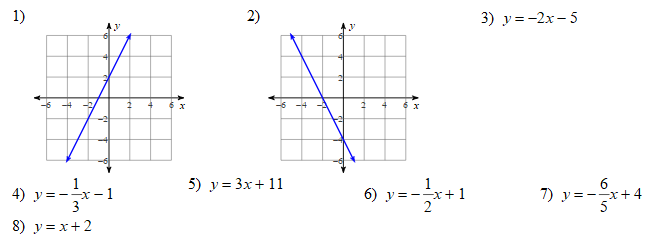 1)
y
6
4
2
−6 −4 −2 2 4 6 x
−2
−4
−6
2)
y
6
4
2
−6 −4 −2 2 4 6 x
−2
−4
−6
3) y = −2x − 5
4) y = −1/3x − 1
5) y = 3x + 11
6) y = −1/2x + 1
7) y = −6/5x + 4
8) y = x + 2